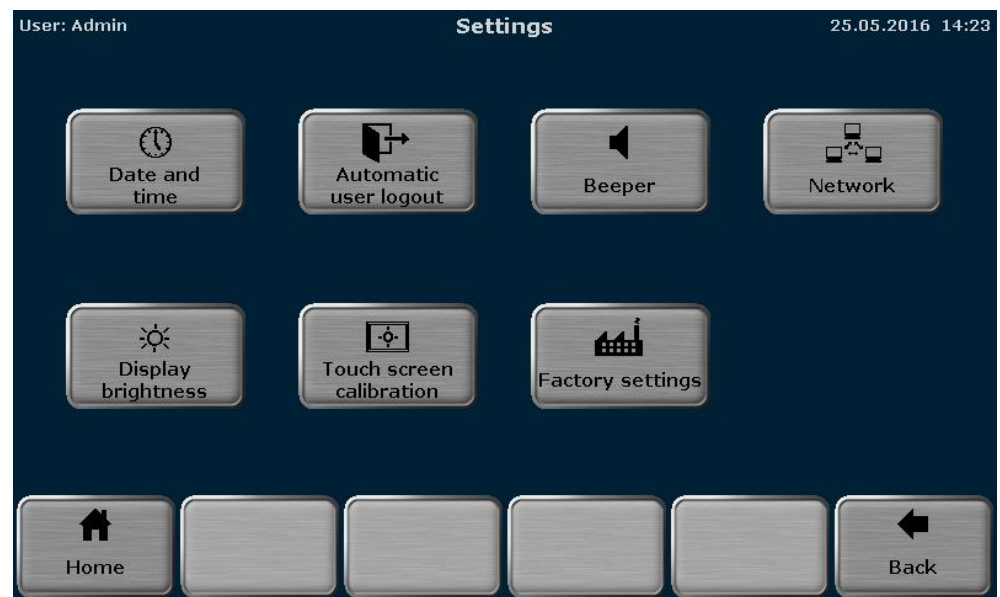 User: Admin Settings 25.05.2016 14:23
Date and
time
Automatic
user logout
Beeper
Network
Display
brightness
Touch screen
calibration
Factory settings
Home
Back